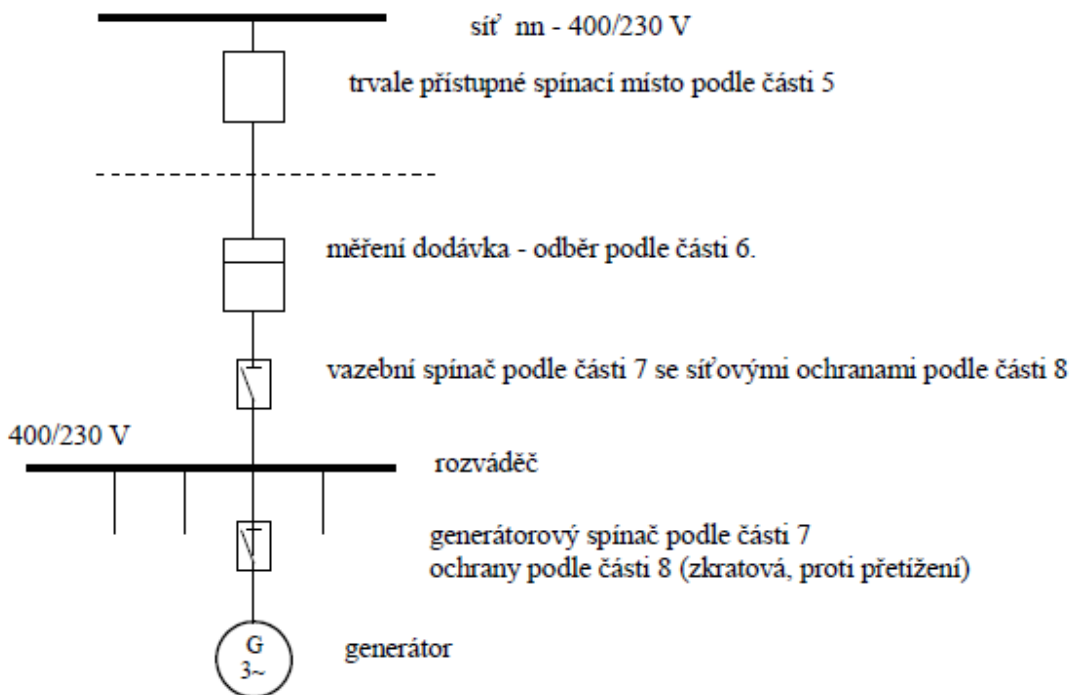 síť nn - 400/230 V
trvale přístupné spínací místo podle části 5
měření dodávka - odběr podle části 6.
vazební spínač podle části 7 se síťovými ochranami podle části 8
400/230 V
rozváděč
generátorový spínač podle části 7
ochrany podle části 8 (zkratová, proti přetížení)
G
3~
generátor